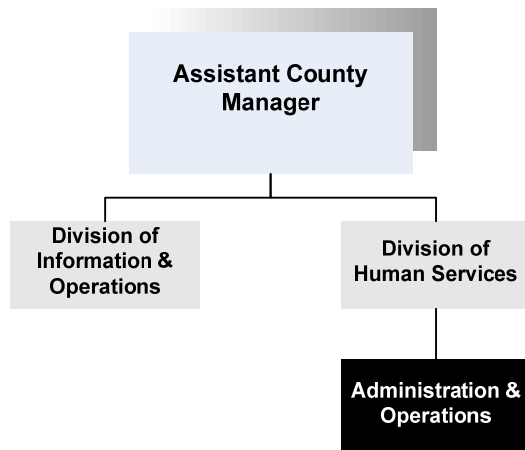 Assistant County
Manager
Division of
Information &
Operations
Division of
Human Services
Administration &
Operations